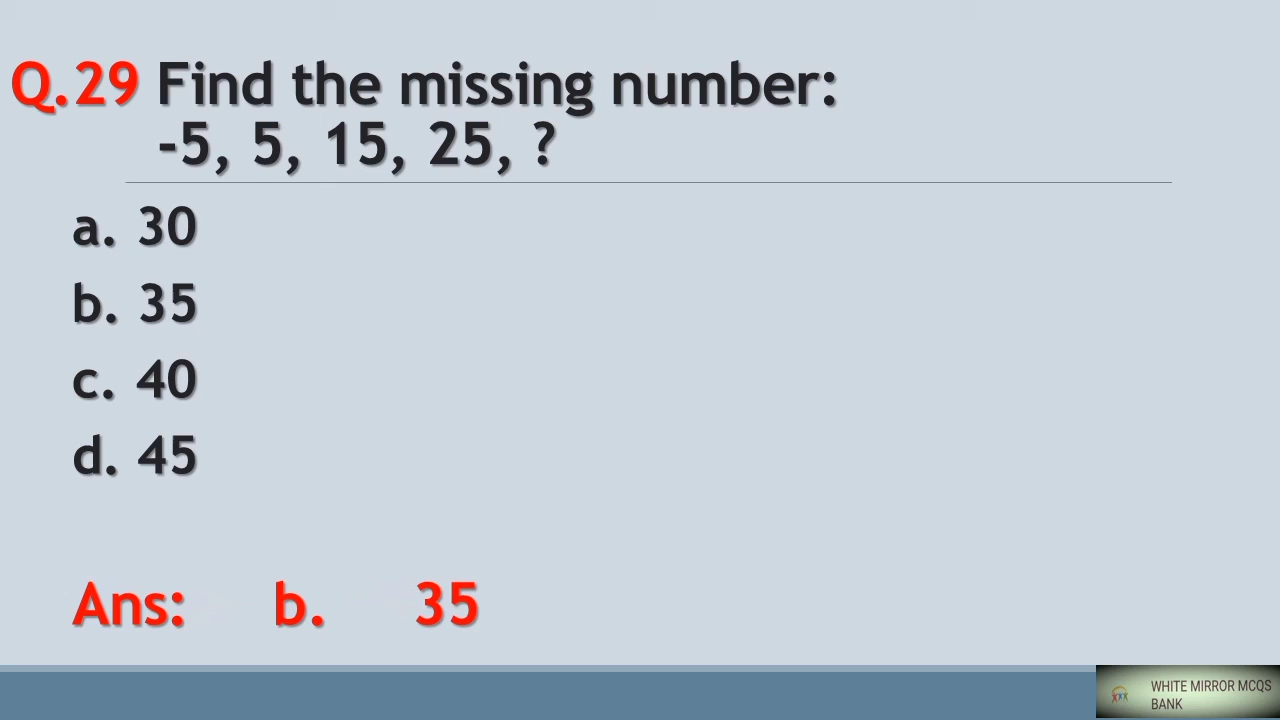 Q.29 Find the missing number:
-5, 5, 15, 25, ?
a. 30
b. 35
c. 40
d. 45
Ans: b. 35
WHITE MIRROR MCQS
BANK